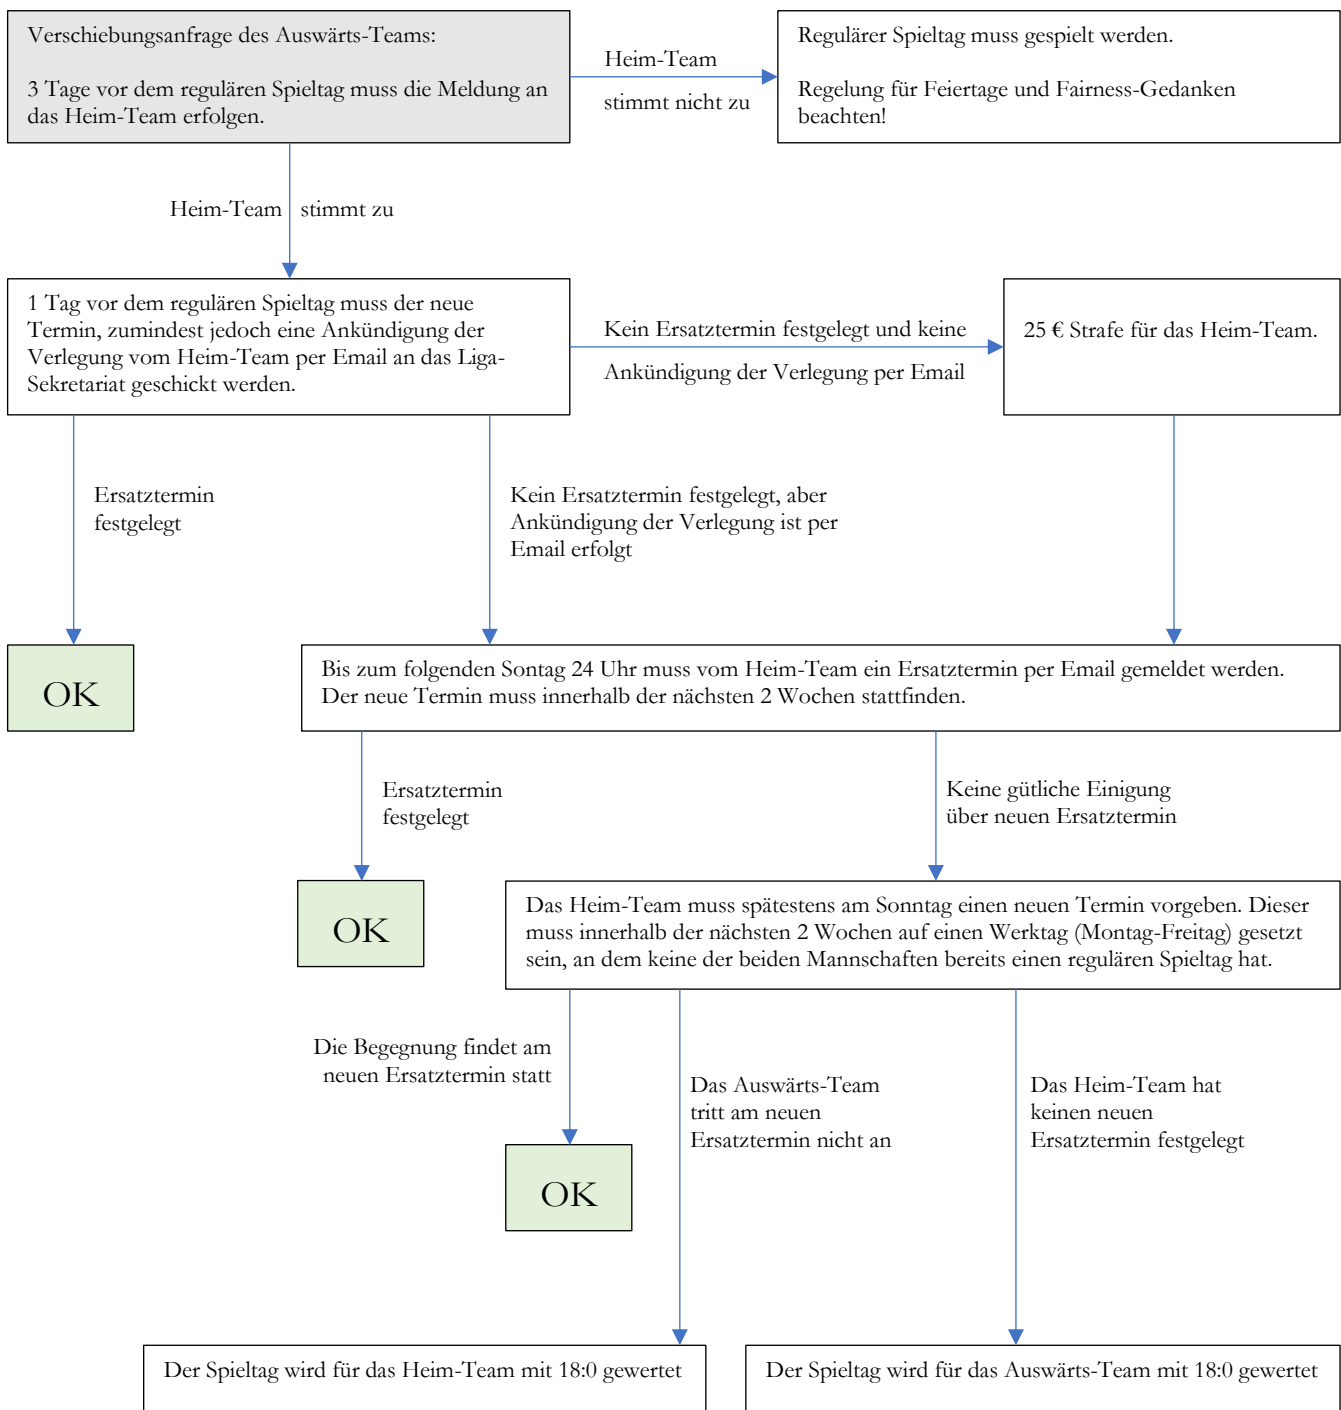 Verschiebungsanfrage des Auswärts-Teams:
3 Tage vor dem regulären Spieltag muss die Meldung an
das Heim-Team erfolgen.
Heim-Team
stimmt nicht zu
Regulärer Spieltag muss gespielt werden.
Regelung für Feiertage und Fairness-Gedanken
beachten!
Heim-Team stimmt zu
1 Tag vor dem regulären Spieltag muss der neue
Termin, zumindest jedoch eine Ankündigung der
Verlegung vom Heim-Team per Email an das Liga-
Sekretariat geschickt werden.
Kein Ersatztermin festgelegt und keine
Ankündigung der Verlegung per Email
25 € Strafe für das Heim-Team.
Ersatztermin
festgelegt
Kein Ersatztermin festgelegt, aber
Ankündigung der Verlegung ist per
Email erfolgt
OK
Bis zum folgenden Sontag 24 Uhr muss vom Heim-Team ein Ersatztermin per Email gemeldet werden.
Der neue Termin muss innerhalb der nächsten 2 Wochen stattfinden.
Ersatztermin
festgelegt
Keine gütliche Einigung
über neuen Ersatztermin
OK
Das Heim-Team muss spätestens am Sonntag einen neuen Termin vorgeben. Dieser
muss innerhalb der nächsten 2 Wochen auf einen Werktag (Montag-Freitag) gesetzt
sein, an dem keine der beiden Mannschaften bereits einen regulären Spieltag hat.
Die Begegnung findet am
neuen Ersatztermin statt
Das Auswärts-Team
tritt am neuen
Ersatztermin nicht an
Das Heim-Team hat
keinen neuen
Ersatztermin festgelegt
OK
Der Spieltag wird für das Heim-Team mit 18:0 gewertet
Der Spieltag wird für das Auswärts-Team mit 18:0 gewertet